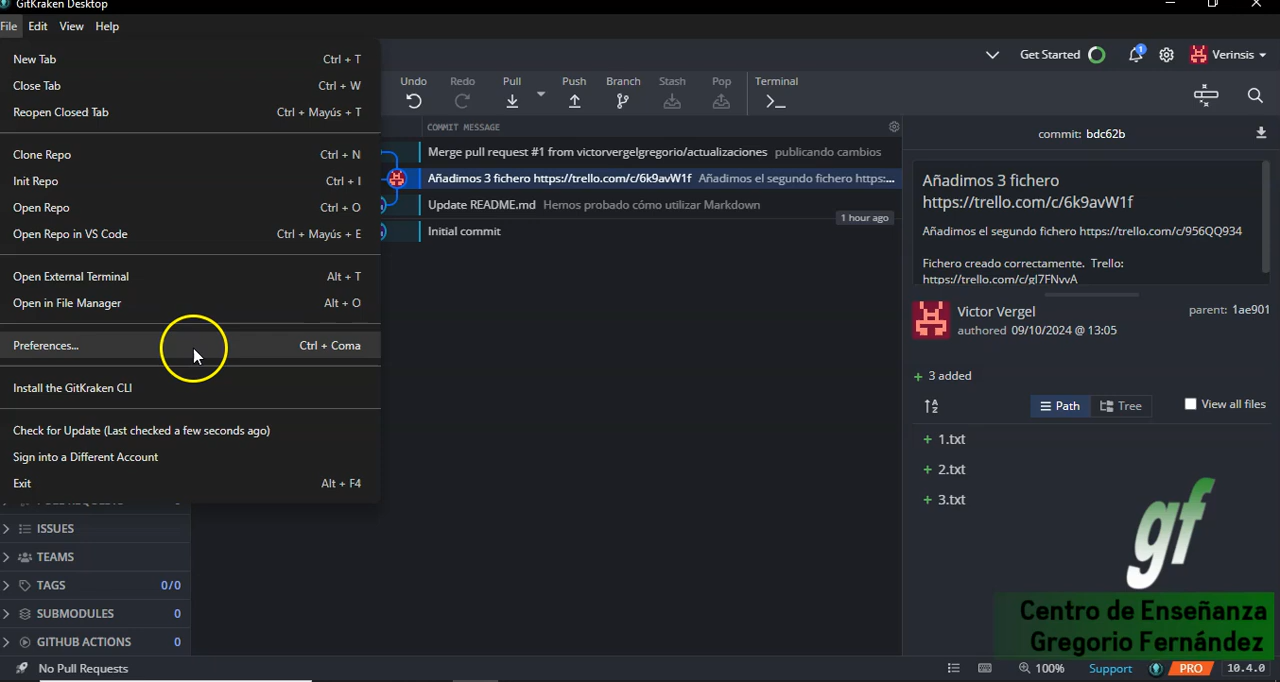 GitKraken Desktop
File Edit View Help
New Tab Ctrl + T
Close Tab Ctrl + W
Reopen Closed Tab Ctrl + Mayús + T
Clone Repo Ctrl + N
Init Repo Ctrl + I
Open Repo Ctrl + O
Open Repo in VS Code Ctrl + Mayús + E
Open External Terminal Alt + T
Open in File Manager Alt + O
Preferences... Ctrl + Coma
Install the GitKraken CLI
Check for Update (Last checked a few seconds ago)
Sign into a Different Account
Exit Alt + F4
ISSUES
TEAMS
TAGS 0/0
SUBMODULES 0
GITHUB ACTIONS 0
No Pull Requests
Get Started 1 Verinsis
Undo Redo Pull Push Branch Stash Pop Terminal
COMMIT MESSAGE
Merge pull request #1 from victorvergelgregorio/actualizaciones publicando cambios
Añadimos 3 fichero https://trello.com/c/6k9avW1f Añadimos el segundo fichero https:...
Update README.md Hemos probado cómo utilizar Markdown
1 hour ago
Initial commit
commit: bdc62b
Añadimos 3 fichero
https://trello.com/c/6k9avW1f
Añadimos el segundo fichero https://trello.com/c/956QQ934
Fichero creado correctamente. Trello:
https://trello.com/c/gl7FNvvA
Victor Vergel
parent: 1ae901
authored 09/10/2024 @ 13:05
+ 3 added
Path Tree View all files
+ 1.txt
+ 2.txt
+ 3.txt
gf
Centro de Enseñanza
Gregorio Fernández
100% Support PRO 10.4.0